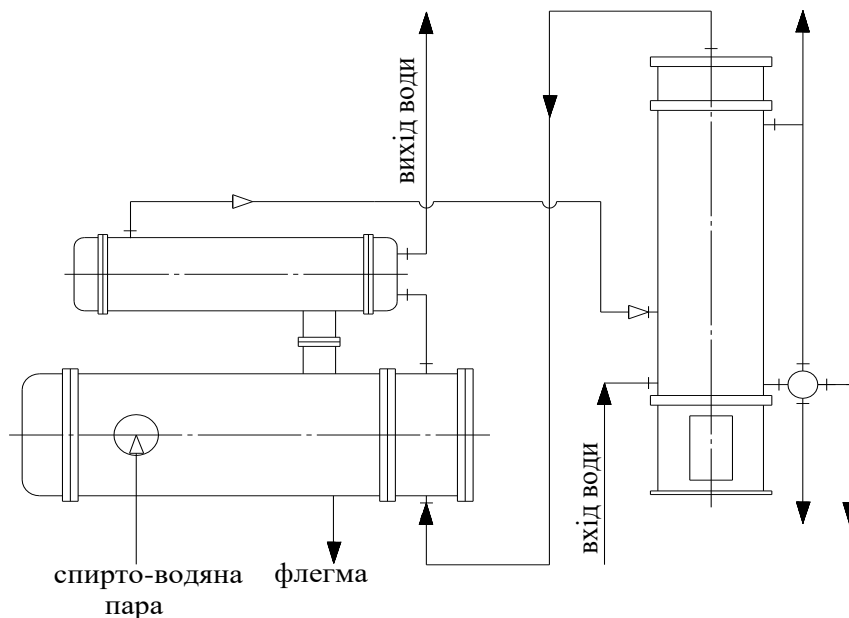 вихід води
вхід води
спирто-водяна
пара
флегма